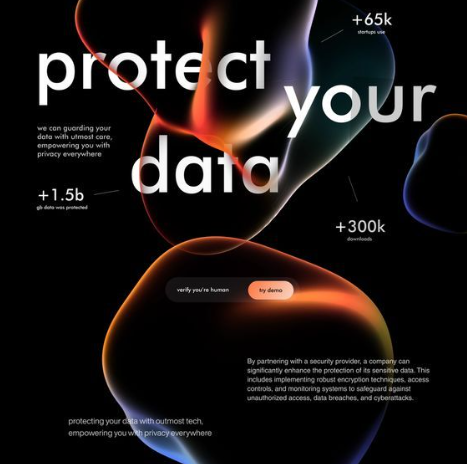 protect
+65k
startups use
your
we can guarding your
data with utmost care,
empowering you with
privacy everywhere
data
+1.5b
gb data was protected
+300k
downloads
verify you're human
try demo
By partnering with a security provider, a company can
significantly enhance the protection of its sensitive data. This
includes implementing robust encryption techniques, access
controls, and monitoring systems to safeguard against
unauthorized access, data breaches, and cyberattacks.
protecting your data with outmost tech,
empowering you with privacy everywhere